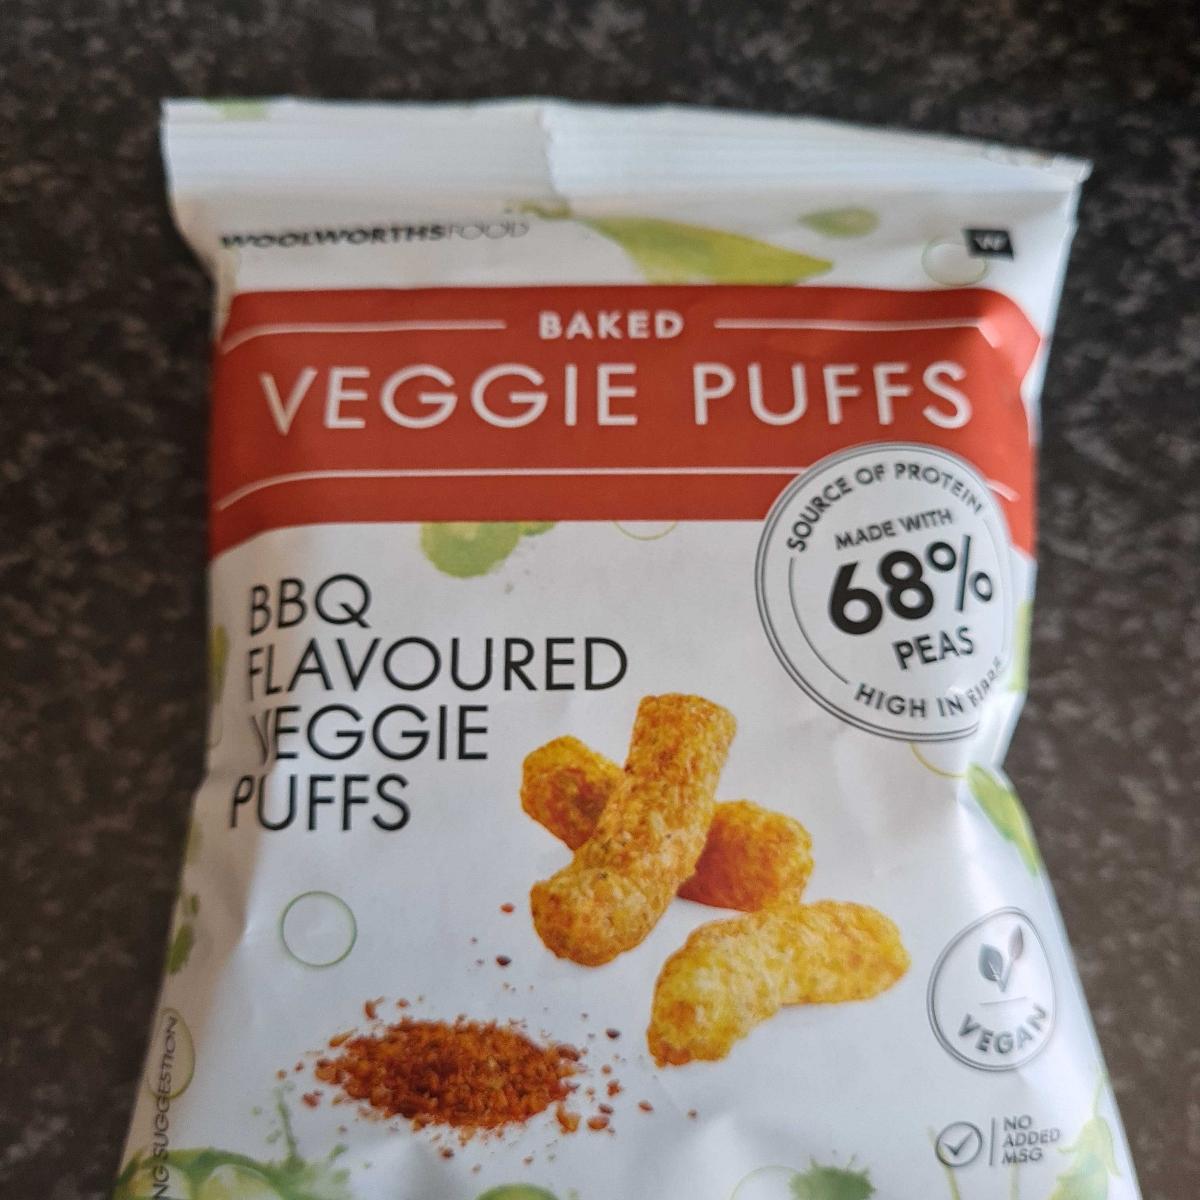 WOOLWORTHSFOOD
W
BAKED
VEGGIE PUFFS
SOURCE OF PROTEIN
MADE WITH
68%
PEAS
HIGH IN FIBRE
BBQ
FLAVOURED
VEGGIE
PUFFS
VEGAN
NO
ADDED
MSG
SUGGESTION